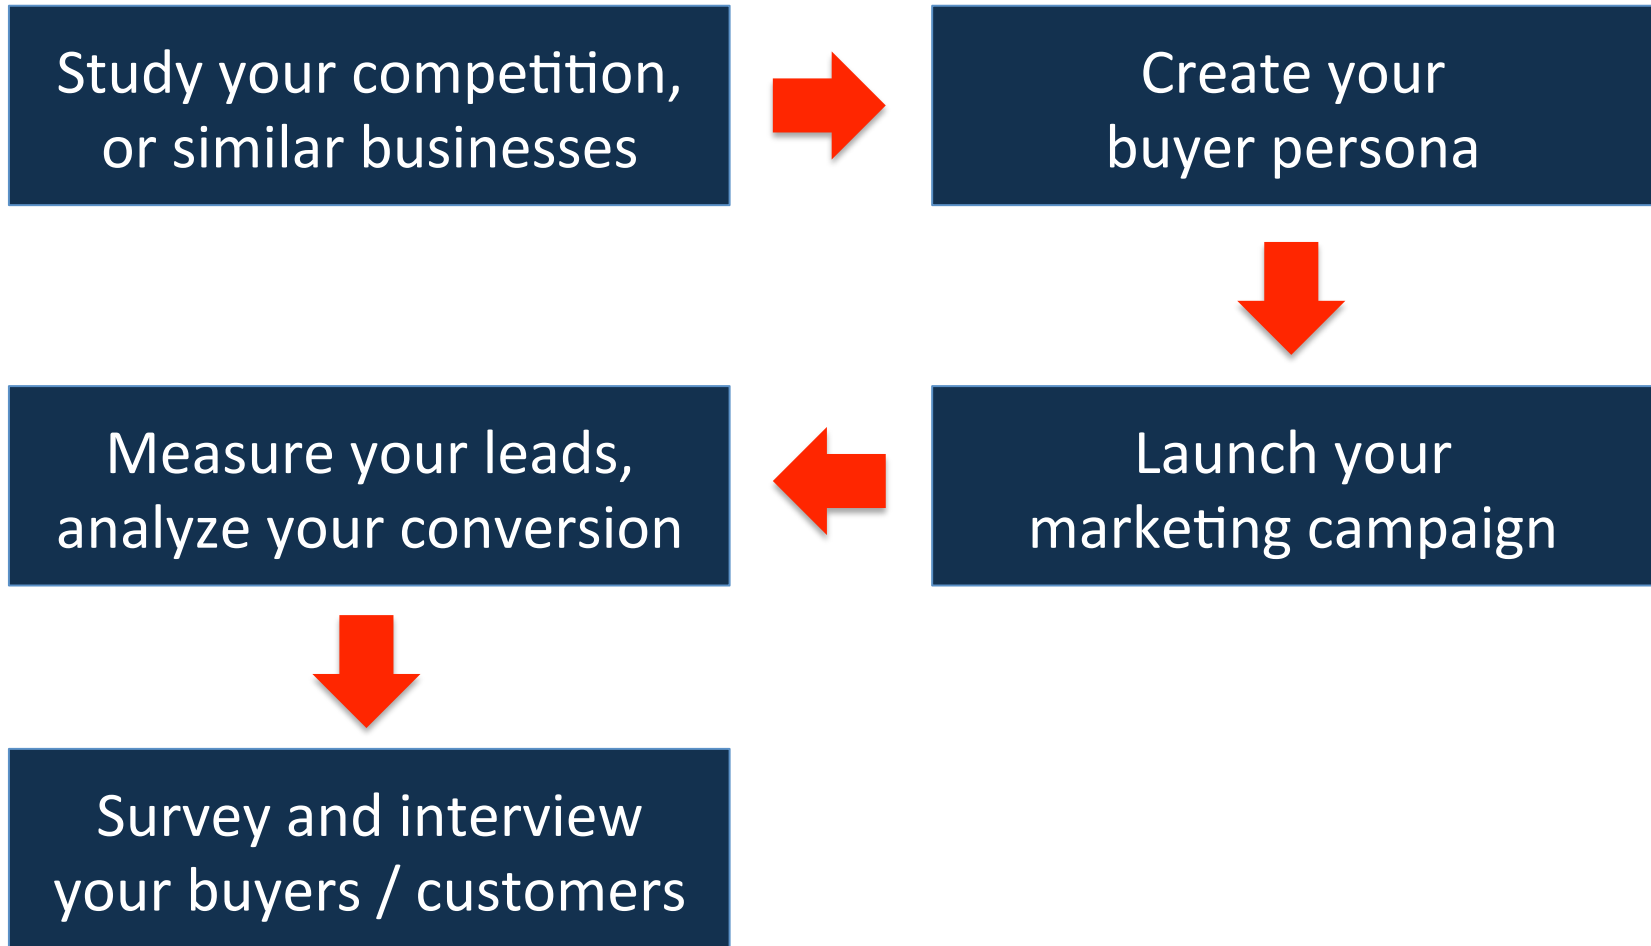 Study your competition,
or similar businesses
Create your
buyer persona
Launch your
marketing campaign
Measure your leads,
analyze your conversion
Survey and interview
your buyers / customers